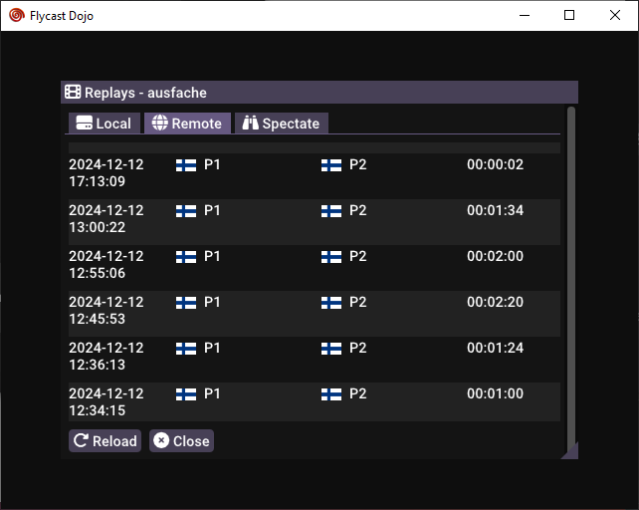 Flycast Dojo
Replays - ausfache
Local Remote Spectate
2024-12-12 P1 P2 00:00:02
17:13:09
2024-12-12 P1 P2 00:01:34
13:00:22
2024-12-12 P1 P2 00:02:00
12:55:06
2024-12-12 P1 P2 00:02:20
12:45:53
2024-12-12 P1 P2 00:01:24
12:36:13
2024-12-12 P1 P2 00:01:00
12:34:15
Reload Close